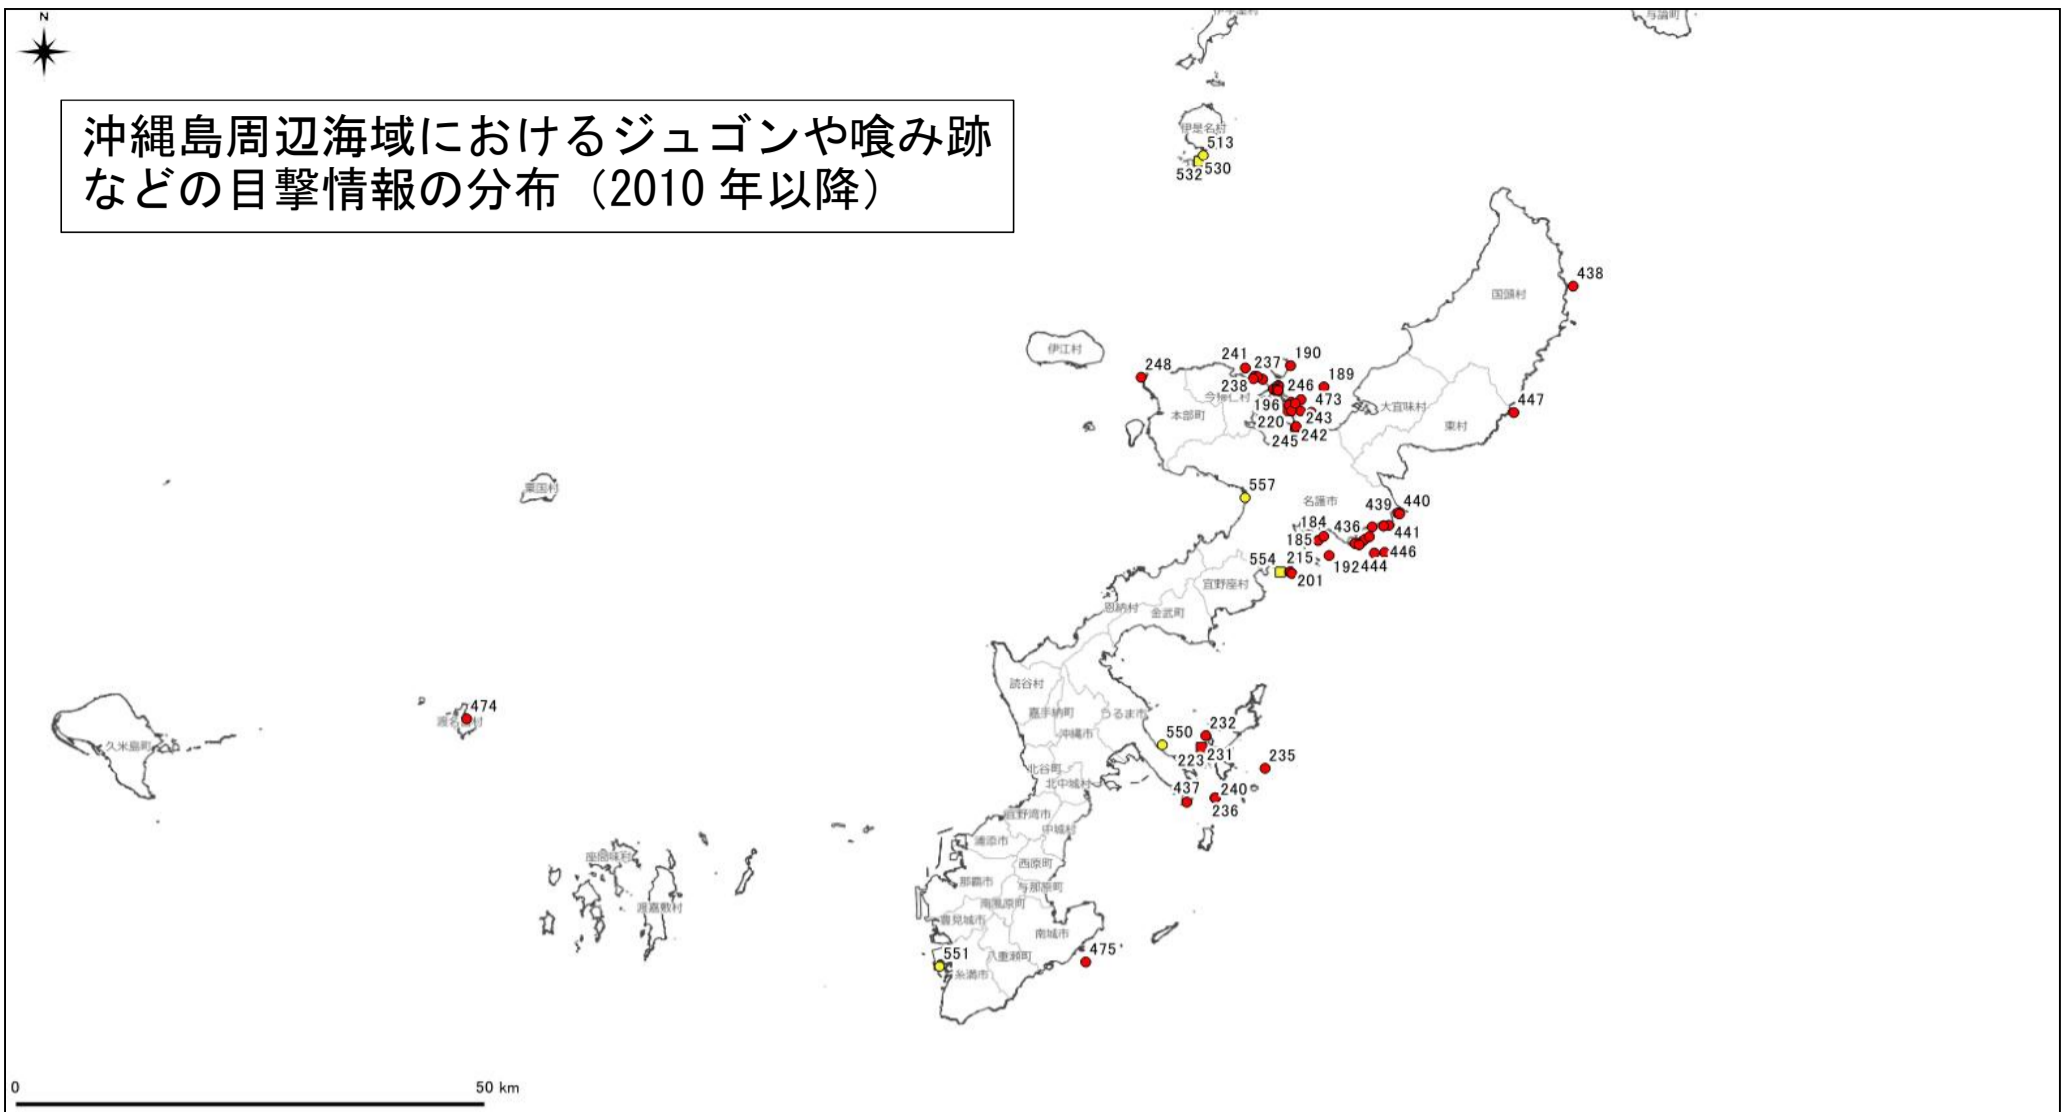 N
伊平屋村
与論町
沖縄島周辺海域におけるジュゴンや喰み跡
などの目撃情報の分布（2010 年以降）
伊是名村
513
530
532
438
国頭村
伊江村
241
237
190
248
189
238
246
今帰仁村
473
196
本部町
243
大宜味村
447
220
東村
245
242
粟国村
557
名護市
439
440
184
436
441
185
446
554
215
192
444
201
宜野座村
恩納村
金武町
読谷村
474
渡名喜村
嘉手納町
うるま市
久米島町
沖縄市
232
550
223
231
235
北谷町
北中城村
437
240
236
宜野湾市
中城村
浦添市
座間味村
西原町
那覇市
与那原町
渡嘉敷村
南風原町
豊見城市
南城市
475
551
八重瀬町
糸満市
0
50 km